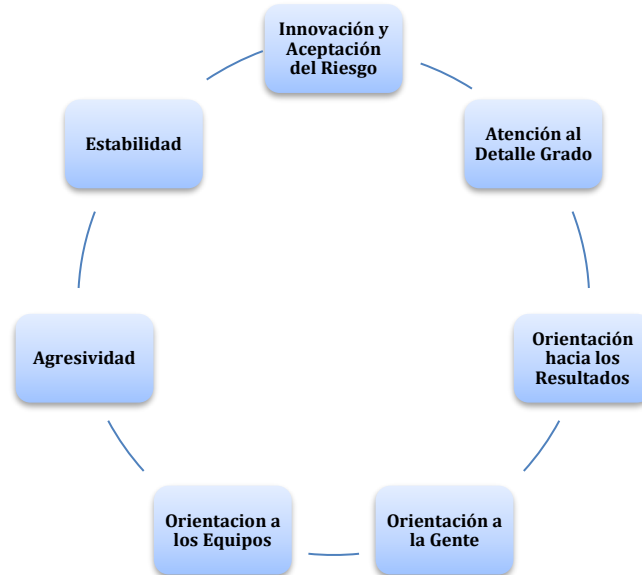 Innovación y
Aceptación
del Riesgo
Atención al
Detalle Grado
Orientación
hacia los
Resultados
Orientación a
la Gente
Orientacion a
los Equipos
Agresividad
Estabilidad